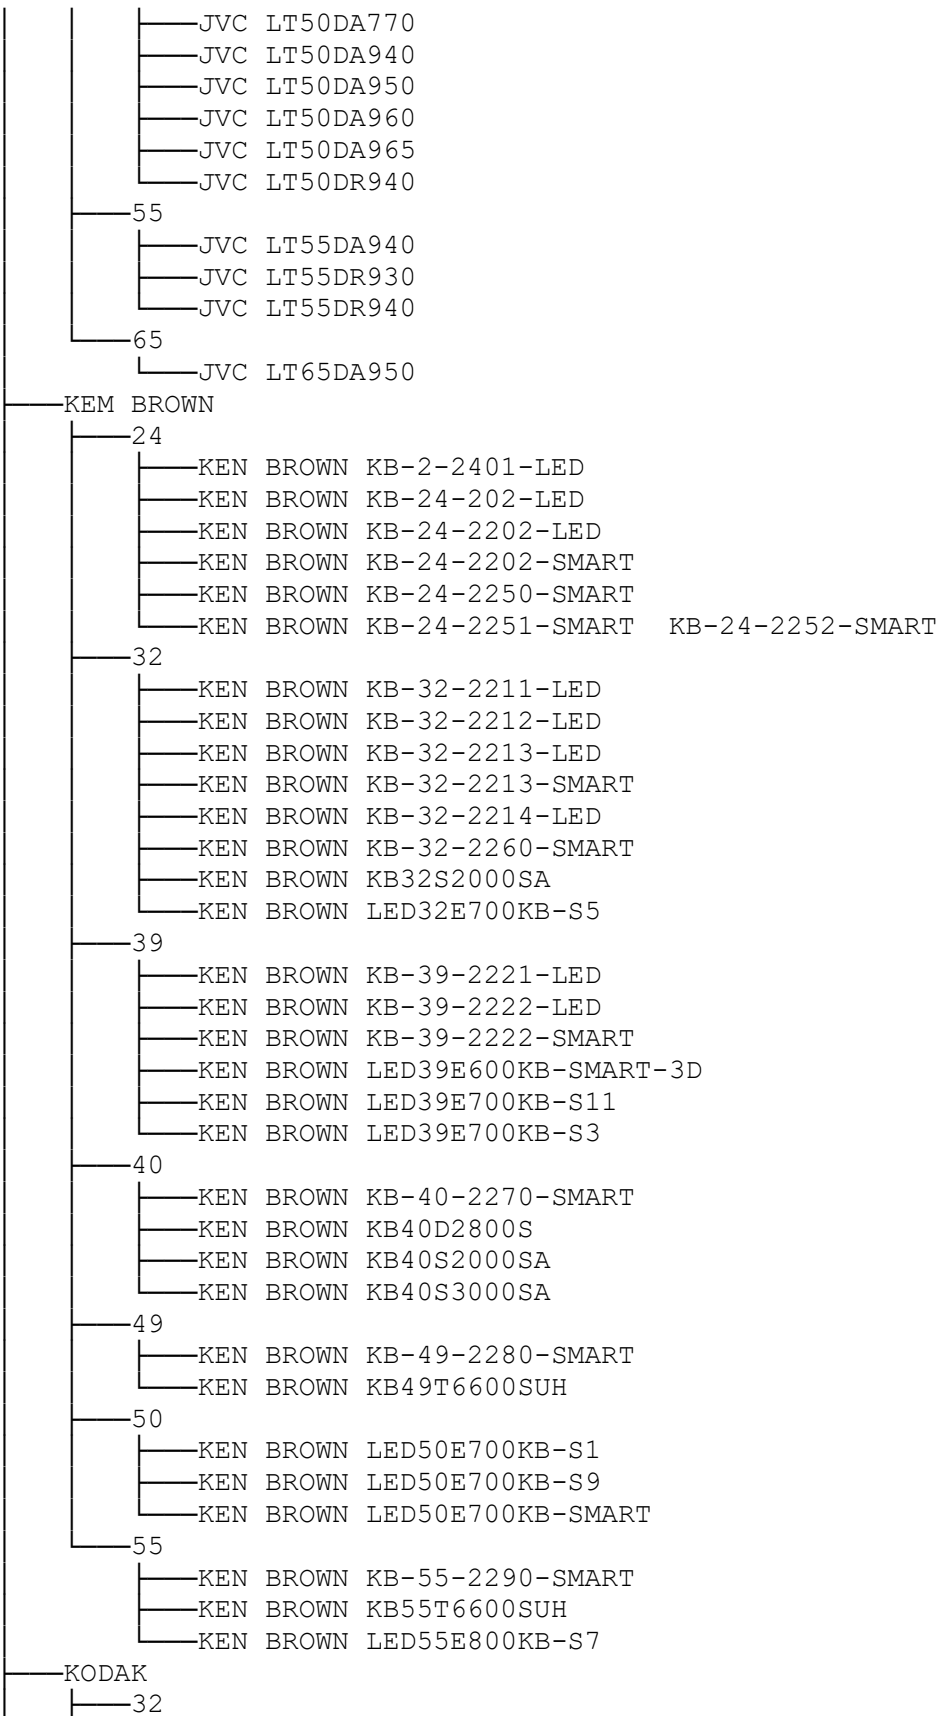 JVC LT50DA770
JVC LT50DA940
JVC LT50DA950
JVC LT50DA960
JVC LT50DA965
JVC LT50DR940
55
JVC LT55DA940
JVC LT55DR930
JVC LT55DR940
65
JVC LT65DA950
KEM BROWN
24
KEN BROWN KB-2-2401-LED
KEN BROWN KB-24-202-LED
KEN BROWN KB-24-2202-LED
KEN BROWN KB-24-2202-SMART
KEN BROWN KB-24-2250-SMART
KEN BROWN KB-24-2251-SMART  KB-24-2252-SMART
32
KEN BROWN KB-32-2211-LED
KEN BROWN KB-32-2212-LED
KEN BROWN KB-32-2213-LED
KEN BROWN KB-32-2213-SMART
KEN BROWN KB-32-2214-LED
KEN BROWN KB-32-2260-SMART
KEN BROWN KB32S2000SA
KEN BROWN LED32E700KB-S5
39
KEN BROWN KB-39-2221-LED
KEN BROWN KB-39-2222-LED
KEN BROWN KB-39-2222-SMART
KEN BROWN LED39E600KB-SMART-3D
KEN BROWN LED39E700KB-S11
KEN BROWN LED39E700KB-S3
40
KEN BROWN KB-40-2270-SMART
KEN BROWN KB40D2800S
KEN BROWN KB40S2000SA
KEN BROWN KB40S3000SA
49
KEN BROWN KB-49-2280-SMART
KEN BROWN KB49T6600SUH
50
KEN BROWN LED50E700KB-S1
KEN BROWN LED50E700KB-S9
KEN BROWN LED50E700KB-SMART
55
KEN BROWN KB-55-2290-SMART
KEN BROWN KB55T6600SUH
KEN BROWN LED55E800KB-S7
KODAK
32